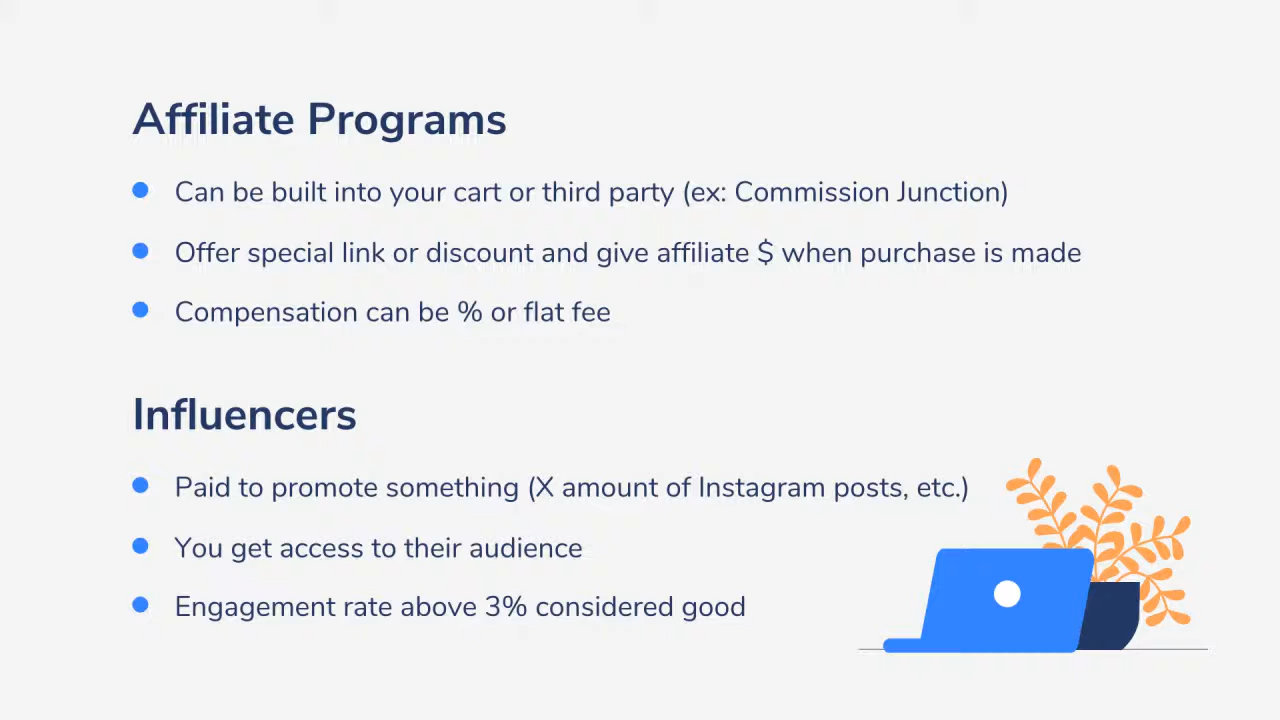 Affiliate Programs
Can be built into your cart or third party (ex: Commission Junction)
Offer special link or discount and give affiliate $ when purchase is made
Compensation can be % or flat fee
Influencers
Paid to promote something (X amount of Instagram posts, etc.)
You get access to their audience
Engagement rate above 3% considered good